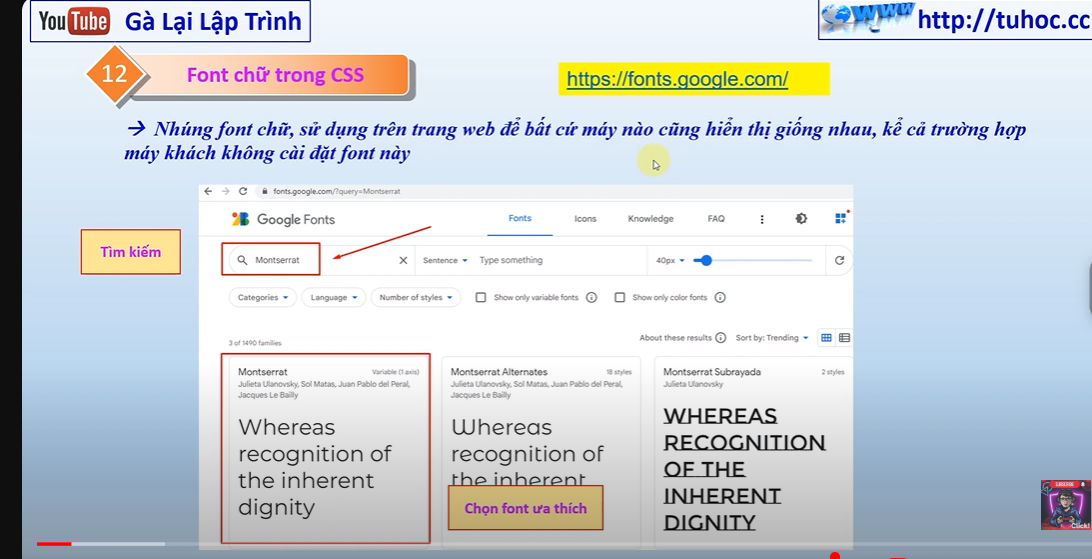 YouTube Gà Lại Lập Trình
http://tuhoc.cc
12 Font chữ trong CSS
https://fonts.google.com/
→ Nhúng font chữ, sử dụng trên trang web để bất cứ máy nào cũng hiển thị giống nhau, kể cả trường hợp
máy khách không cài đặt font này
fonts.google.com/?query=Montserrat
Google Fonts Fonts Icons Knowledge FAQ
Tìm kiếm
Montserrat Sentence Type something 40px
Categories Language Number of styles Show only variable fonts Show only color fonts
About these results Sort by: Trending
3 of 1490 families
Montserrat Variable (1 axis)
Julieta Ulanovsky, Sol Matas, Juan Pablo del Peral,
Jacques Le Bailly
Whereas
recognition of
the inherent
dignity
Montserrat Alternates 18 styles
Julieta Ulanovsky, Sol Matas, Juan Pablo del Peral,
Jacques Le Bailly
Whereas
recognition of
the inherent
Chọn font ưa thích
Montserrat Subrayada 2 styles
Julieta Ulanovsky
WHEREAS
RECOGNITION
OF THE
INHERENT
DIGNITY
SUBSCRIBE
Click!